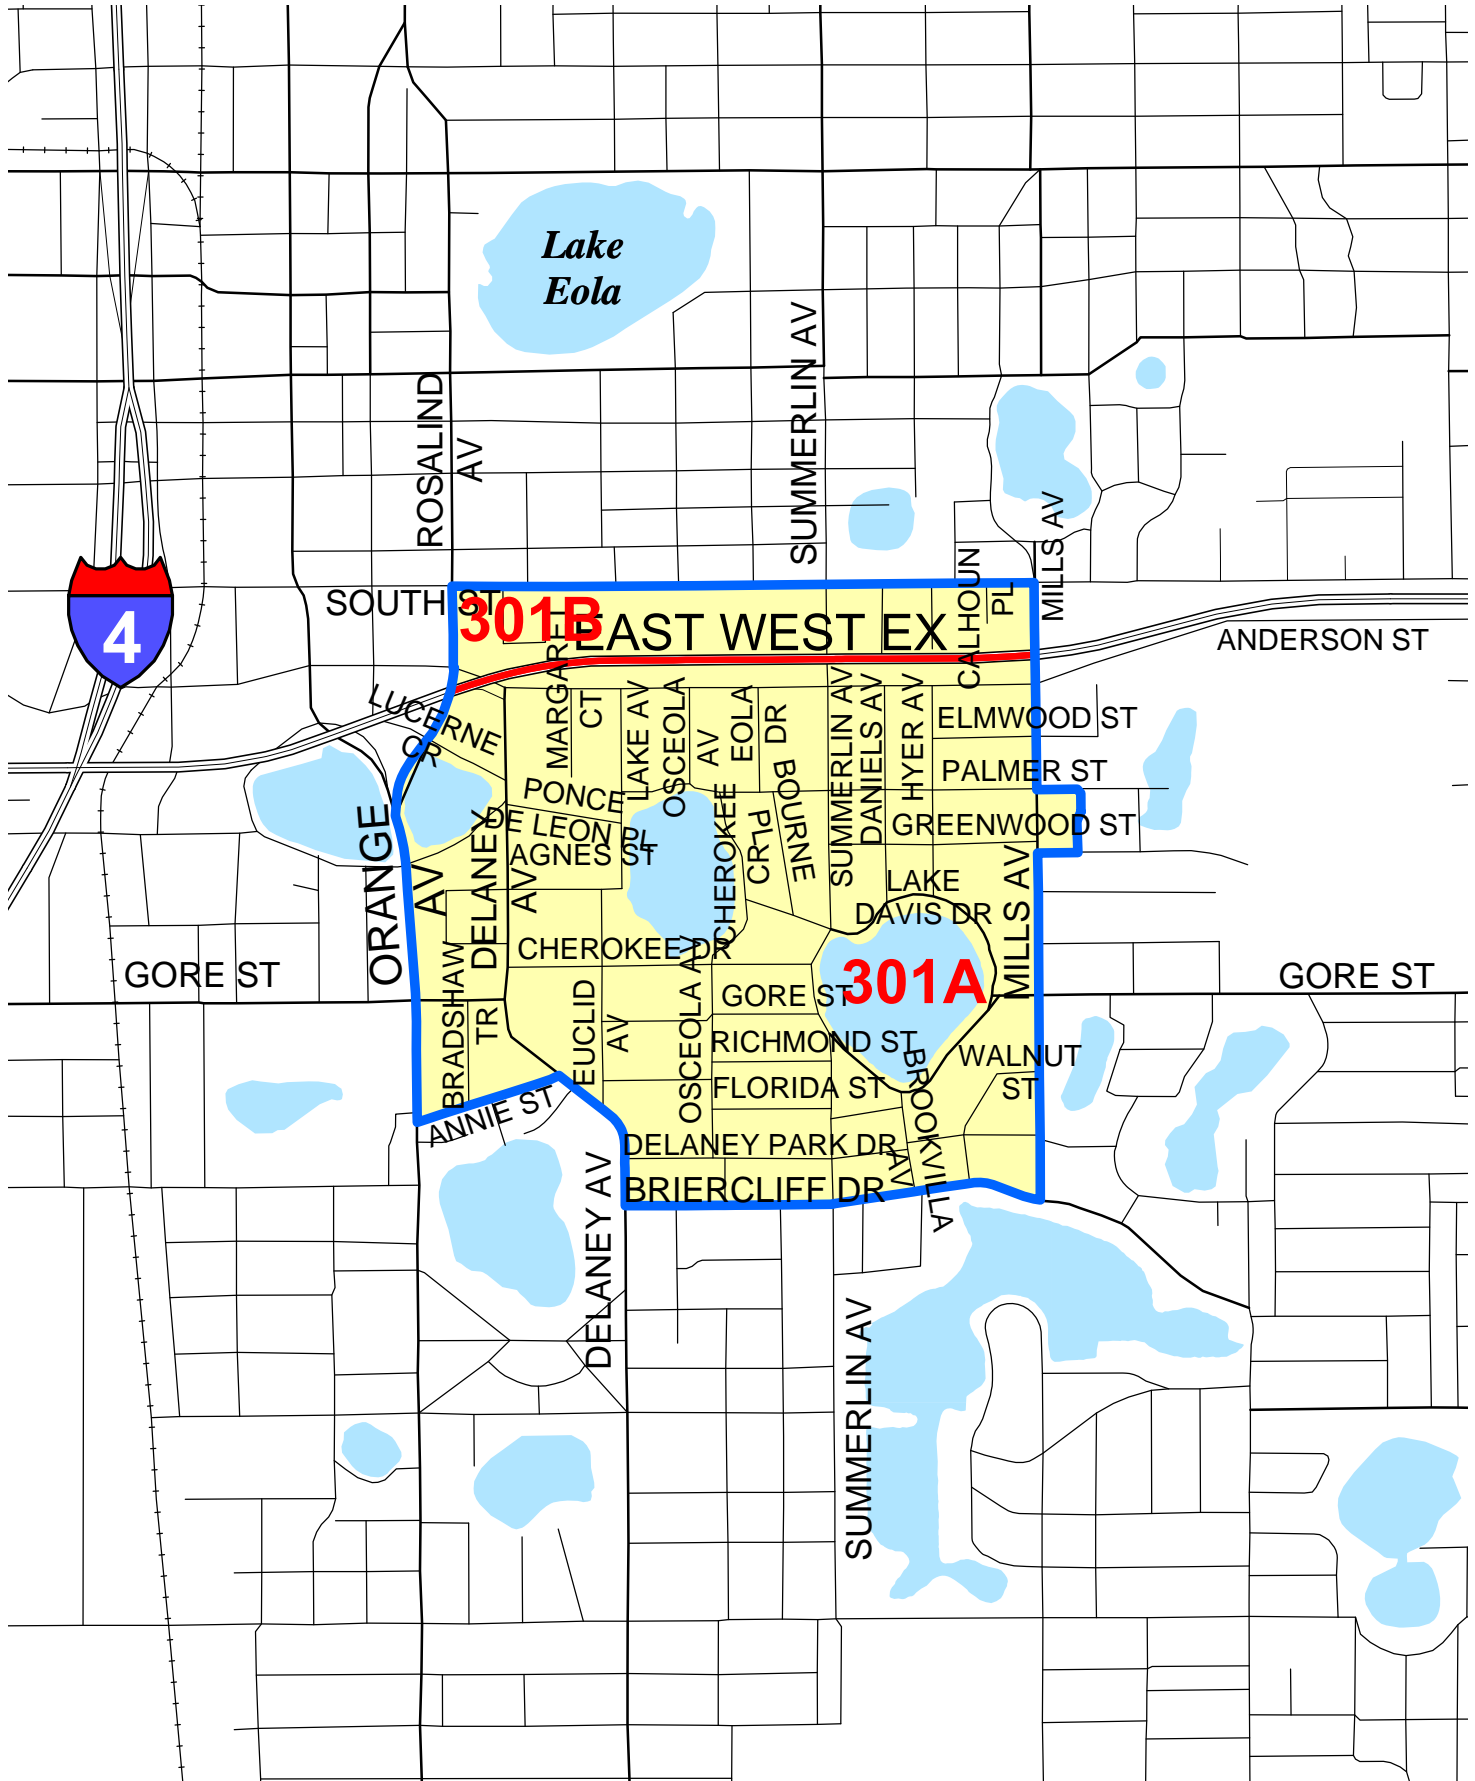 Lake
Eola
SUMMERLIN AV
ROSALIND
AV
MILLS AV
4
SOUTH ST
301B
EAST WEST EX
CALHOUN
PL
ANDERSON ST
LUCERNE
CR
MARGARET
CT
LAKE AV
OSCEOLA
AV
EOLA
DR
SUMMERLIN AV
DANIELS AV
HYER AV
ELMWOOD ST
PALMER ST
PONCE
DE LEON PL
AGNES ST
CHEROKEE
PL
CR
BOURNE
GREENWOOD ST
ORANGE
AV
DELANEY
AV
LAKE
DAVIS DR
MILLS AV
CHEROKEE DR
GORE ST
301A
GORE ST
GORE ST
BRADSHAW
TR
EUCLID
AV
OSCEOLA AV
RICHMOND ST
WALNUT
ST
FLORIDA ST
BROOKVILLA
AV
ANNIE ST
DELANEY PARK DR
BRIERCLIFF DR
DELANEY AV
SUMMERLIN AV